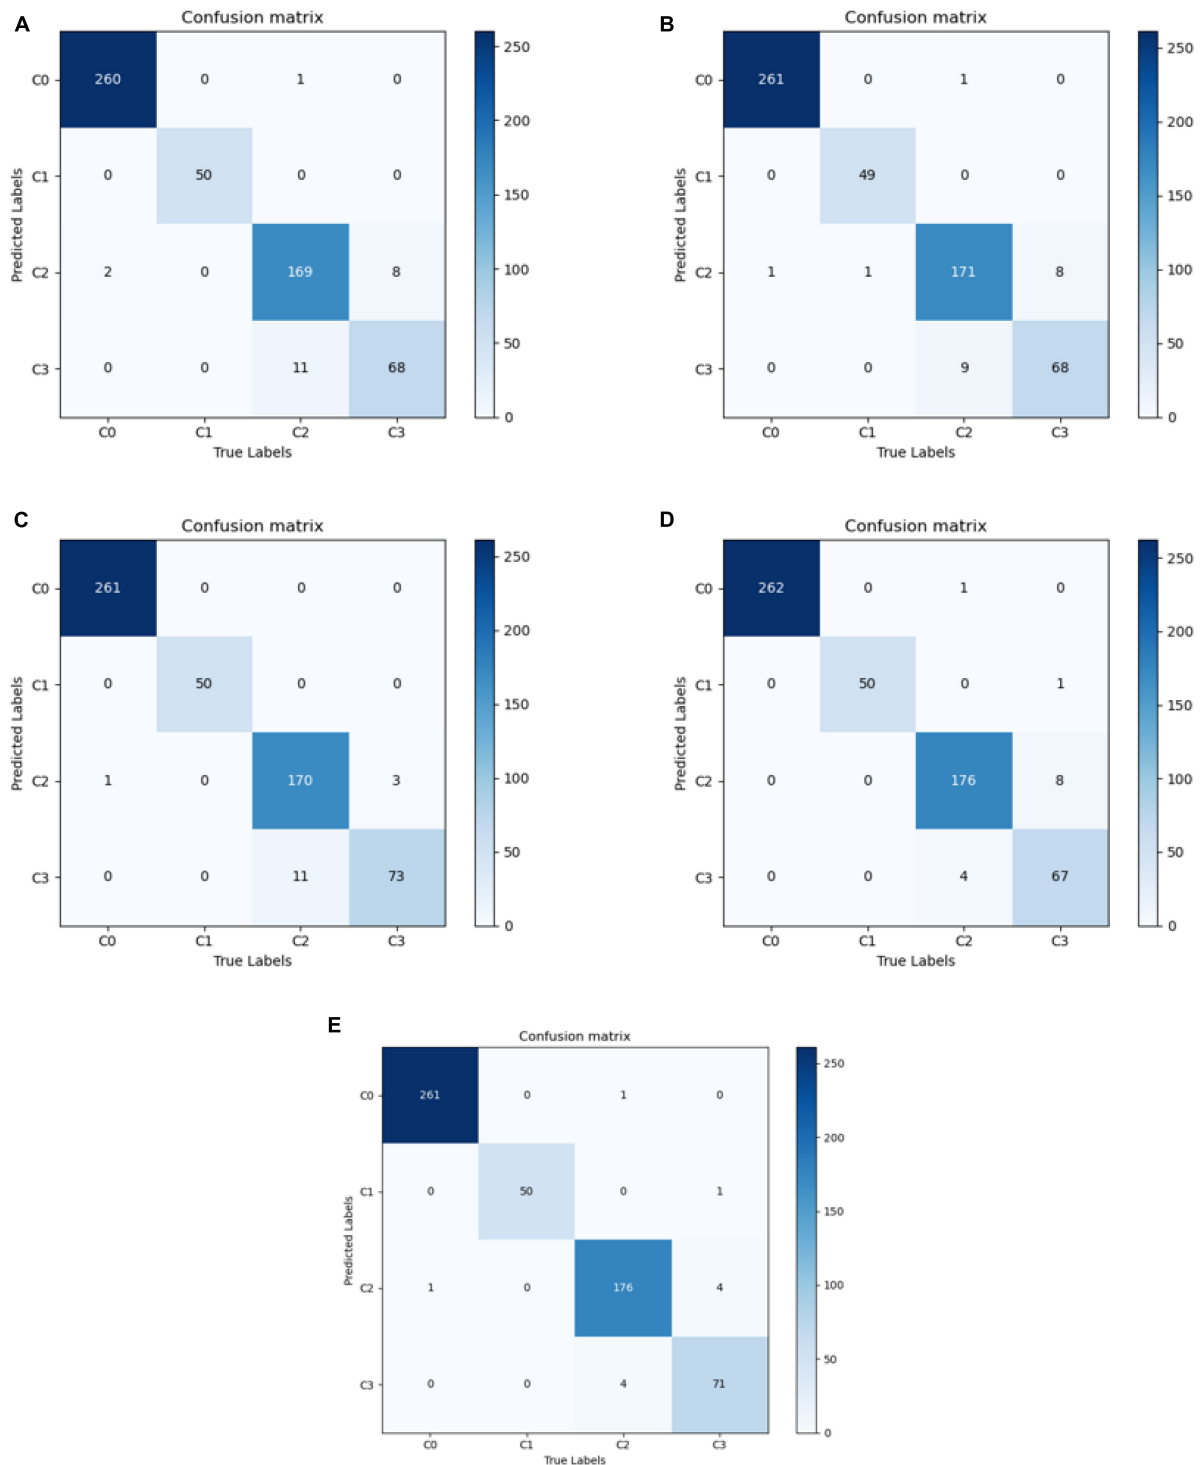 A
Confusion matrix
Predicted Labels
C0 260 0 1 0
C1 0 50 0 0
C2 2 0 169 8
C3 0 0 11 68
C0 C1 C2 C3
True Labels
250
200
150
100
50
0
B
Confusion matrix
Predicted Labels
C0 261 0 1 0
C1 0 49 0 0
C2 1 1 171 8
C3 0 0 9 68
C0 C1 C2 C3
True Labels
250
200
150
100
50
0
C
Confusion matrix
Predicted Labels
C0 261 0 0 0
C1 0 50 0 0
C2 1 0 170 3
C3 0 0 11 73
C0 C1 C2 C3
True Labels
250
200
150
100
50
0
D
Confusion matrix
Predicted Labels
C0 262 0 1 0
C1 0 50 0 1
C2 0 0 176 8
C3 0 0 4 67
C0 C1 C2 C3
True Labels
250
200
150
100
50
0
E
Confusion matrix
Predicted Labels
C0 261 0 1 0
C1 0 50 0 1
C2 1 0 176 4
C3 0 0 4 71
C0 C1 C2 C3
True Labels
250
200
150
100
50
0